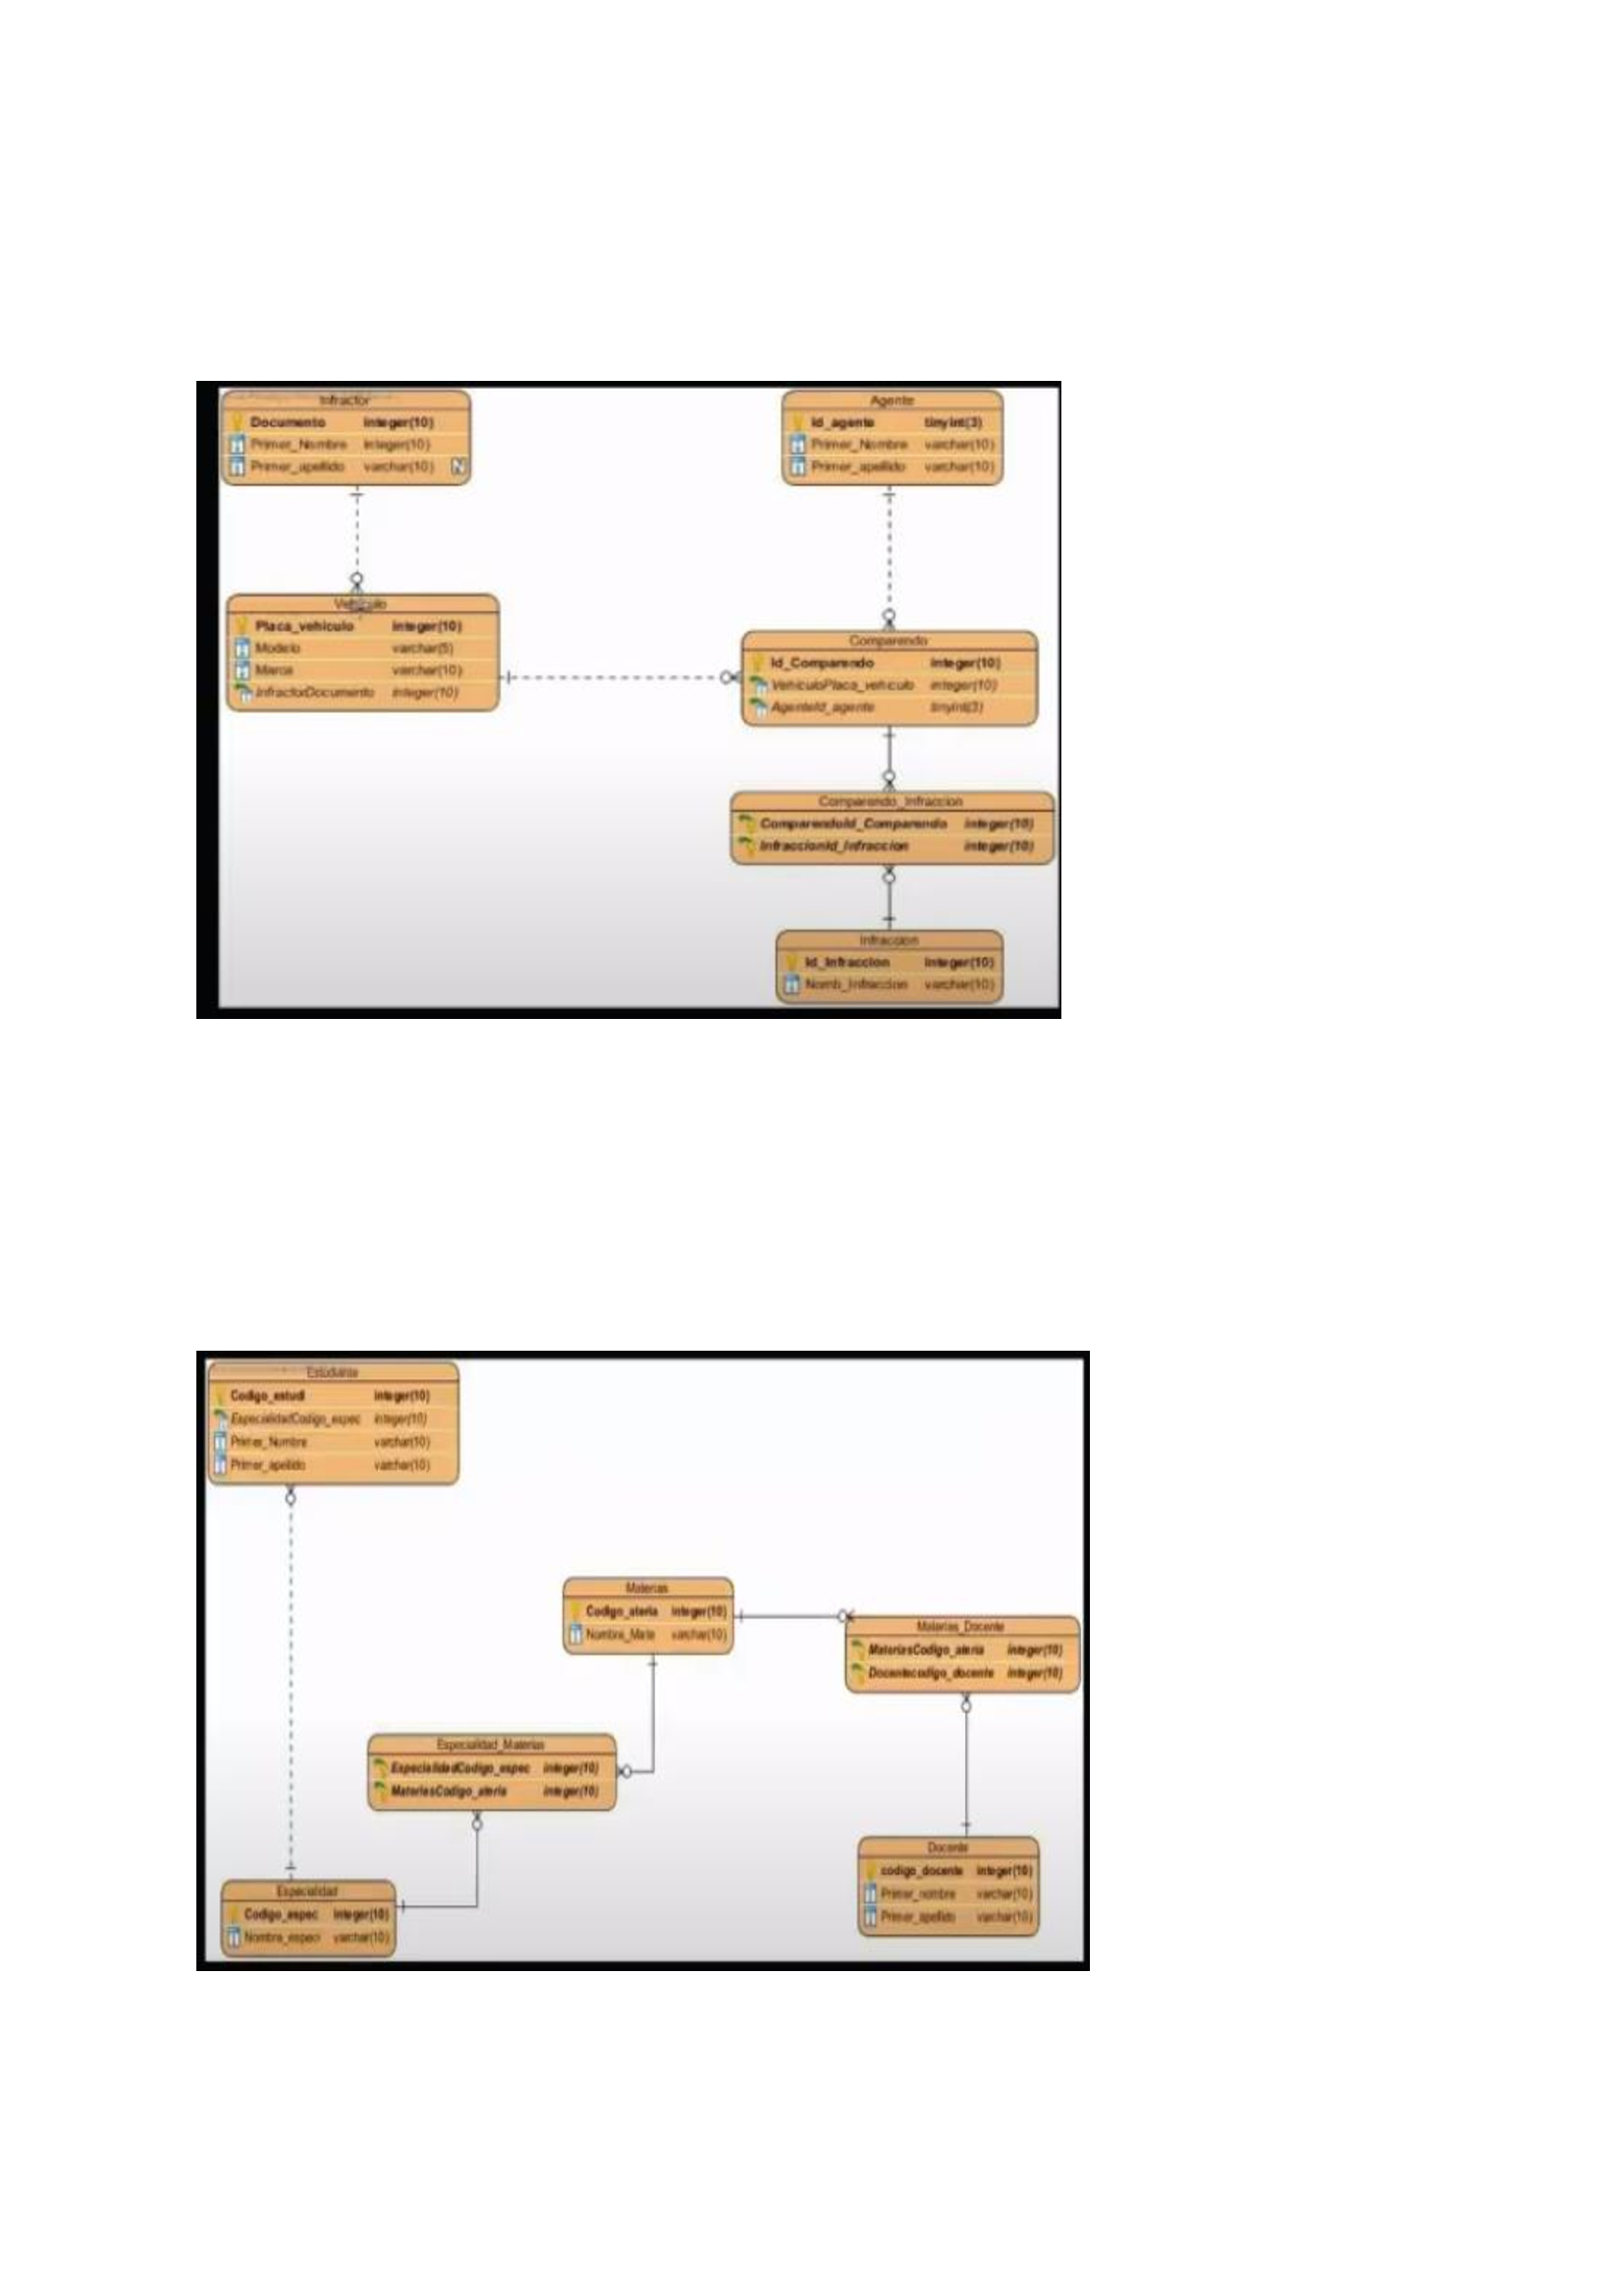 Infractor
Documento integer(10)
Primer_Nombre integer(10)
Primer_apellido varchar(10) N
Agente
Id_agente tinyint(3)
Primer_Nombre varchar(10)
Primer_apellido varchar(10)
Vehiculo
Placa_vehiculo integer(10)
Modelo varchar(5)
Marca varchar(10)
InfractorDocumento integer(10)
Comparendo
Id_Comparendo integer(10)
VehiculoPlaca_vehiculo integer(10)
AgenteId_agente tinyint(3)
Comparendo_Infraccion
ComparendoId_Comparendo integer(10)
InfraccionId_Infraccion integer(10)
Infraccion
Id_Infraccion integer(10)
Nomb_Infraccion varchar(10)
Estudiante
Codigo_estud integer(10)
EspecialidadCodigo_espec integer(10)
Primer_Nombre varchar(10)
Primer_apellido varchar(10)
Materias
Codigo_ateria integer(10)
Nombre_Mate varchar(10)
Materias_Docente
MateriasCodigo_ateria integer(10)
Docentecodigo_docente integer(10)
Especialidad_Materias
EspecialidadCodigo_espec integer(10)
MateriasCodigo_ateria integer(10)
Docente
codigo_docente integer(10)
Primer_nombre varchar(10)
Primer_apellido varchar(10)
Especialidad
Codigo_espec integer(10)
Nombre_especi varchar(10)